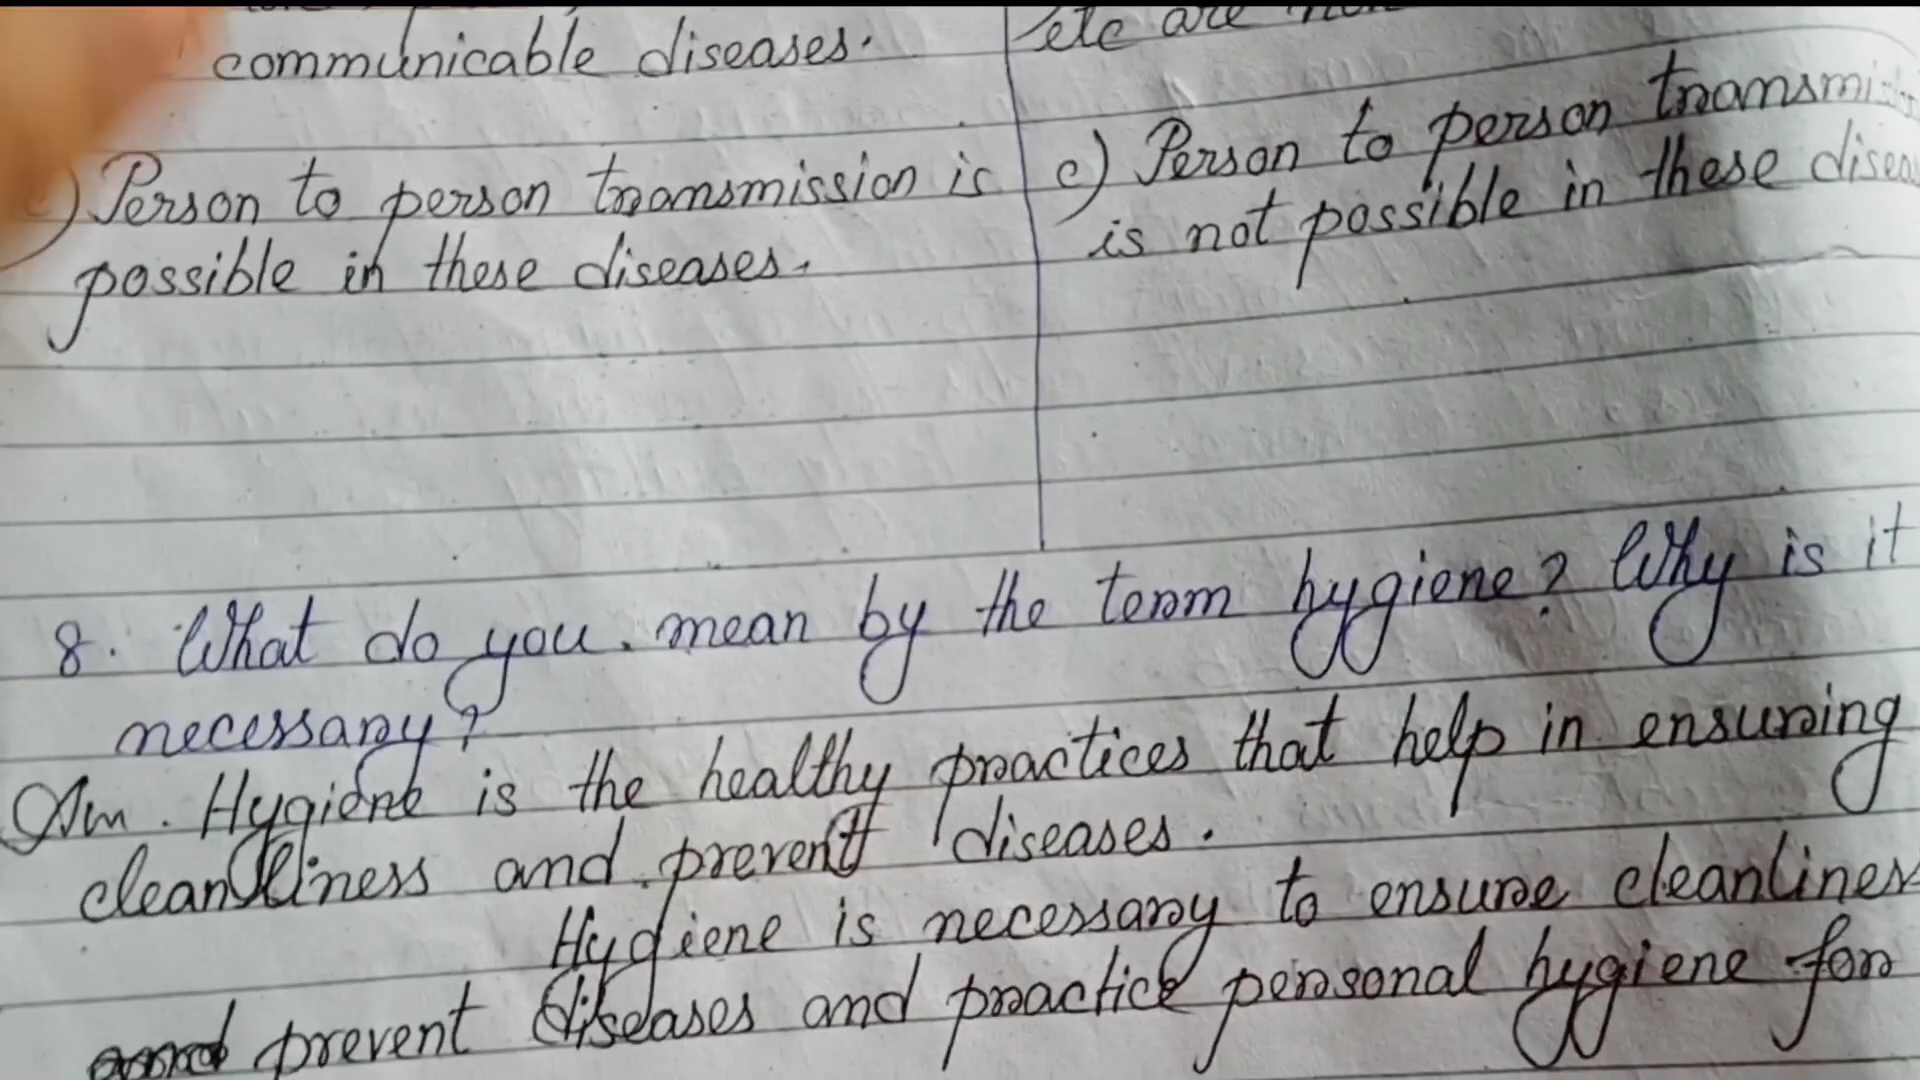 communicable diseases.
etc are
Person to person transmission is
possible in these diseases.
c) Person to person
is not possible in these
8. What do you mean by the term hygiene? Why is it
necessary?
Ans. Hygiene is the healthy practices that help in ensuring
cleanliness and prevent diseases.
Hygiene is necessary to ensure cleanliness
and prevent diseases and practice personal hygiene for